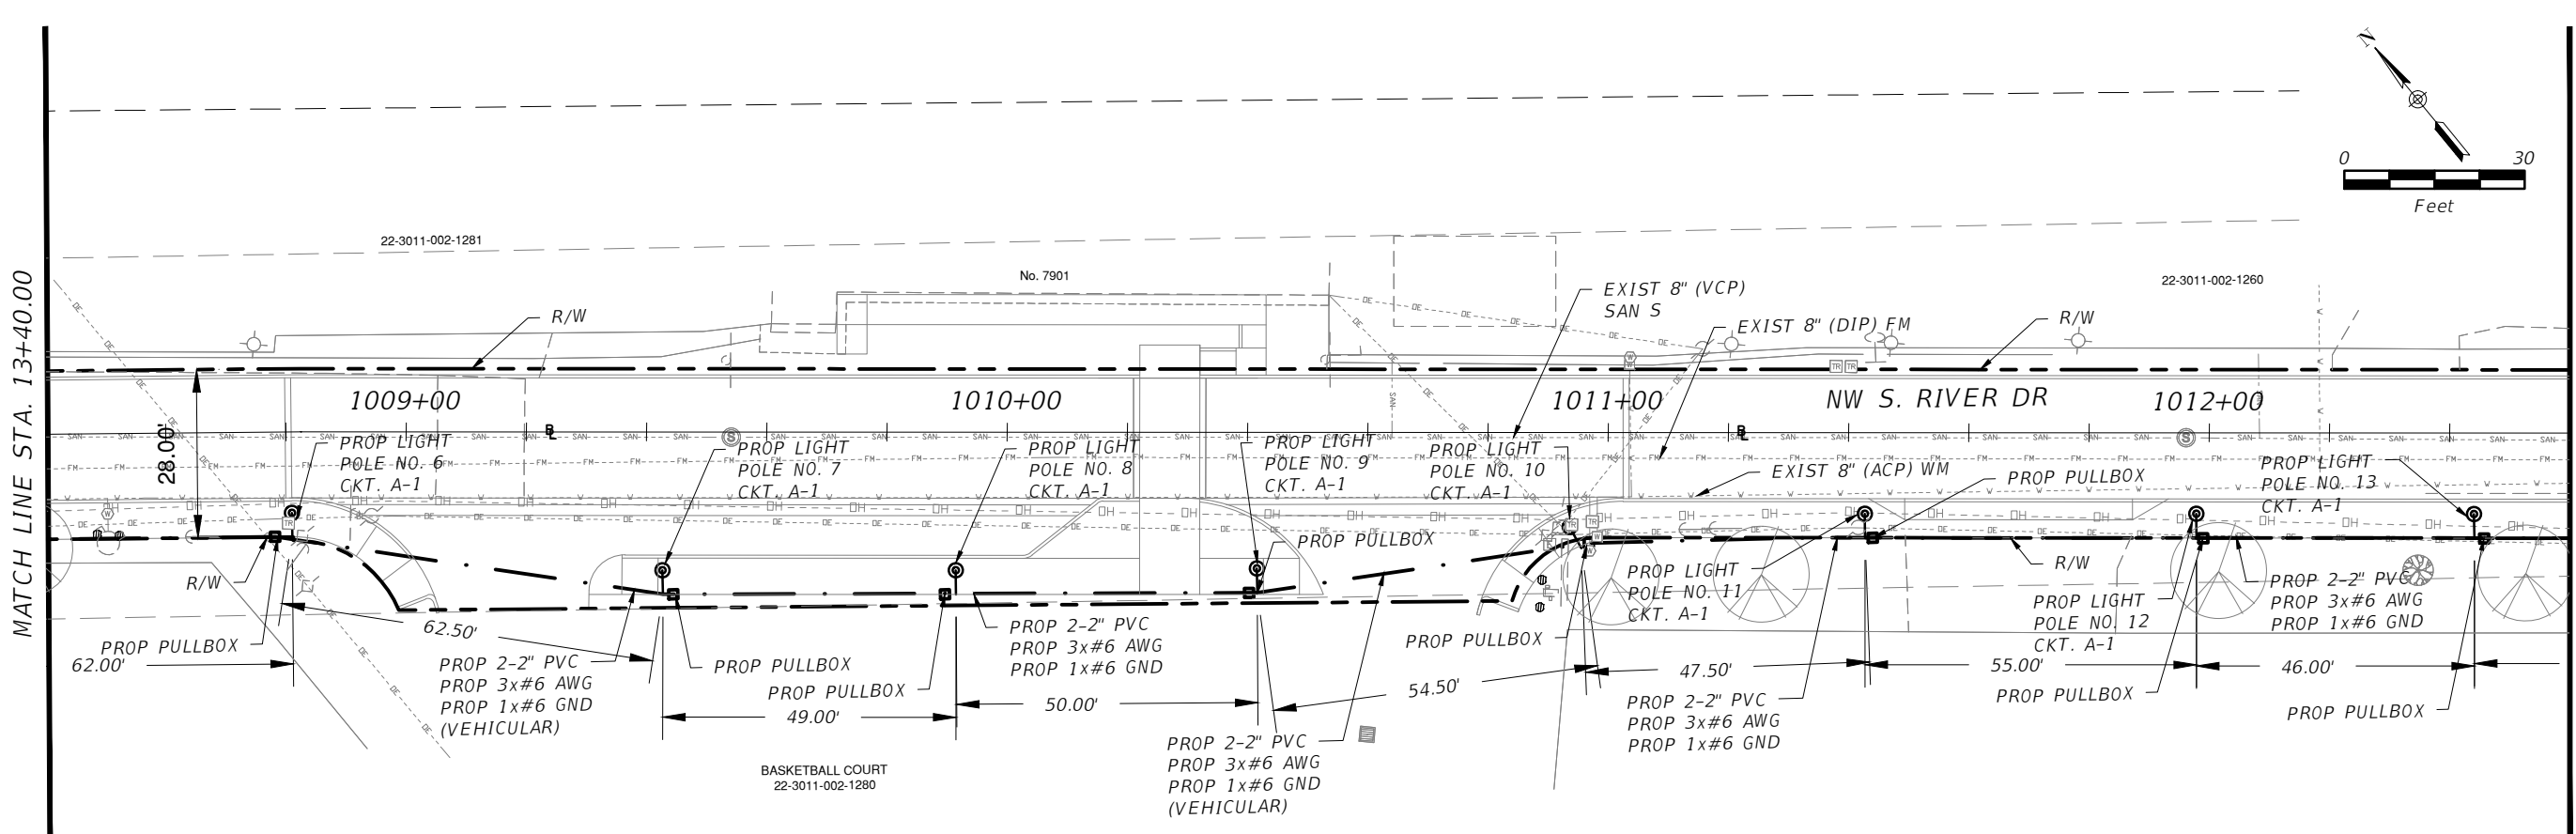 N
0 30
Feet
MATCH LINE STA. 13+40.00
22-3011-002-1281
No. 7901
22-3011-002-1260
R/W
EXIST 8" (VCP)
SAN S
EXIST 8" (DIP) FM
R/W
1009+00
1010+00
1011+00
NW S. RIVER DR
1012+00
28.00'
PROP LIGHT
POLE NO. 6
CKT. A-1
PROP LIGHT
POLE NO. 7
CKT. A-1
PROP LIGHT
POLE NO. 8
CKT. A-1
PROP LIGHT
POLE NO. 9
CKT. A-1
PROP LIGHT
POLE NO. 10
CKT. A-1
EXIST 8" (ACP) WM
PROP PULLBOX
PROP LIGHT
POLE NO. 13
CKT. A-1
PROP PULLBOX
R/W
PROP LIGHT
POLE NO. 11
CKT. A-1
R/W
PROP LIGHT
POLE NO. 12
CKT. A-1
PROP 2-2" PVC
PROP 3x#6 AWG
PROP 1x#6 GND
PROP PULLBOX
62.00'
62.50'
PROP 2-2" PVC
PROP 3x#6 AWG
PROP 1x#6 GND
(VEHICULAR)
PROP PULLBOX
PROP PULLBOX
PROP 2-2" PVC
PROP 3x#6 AWG
PROP 1x#6 GND
PROP PULLBOX
49.00'
50.00'
54.50'
47.50'
55.00'
46.00'
PROP 2-2" PVC
PROP 3x#6 AWG
PROP 1x#6 GND
(VEHICULAR)
PROP 2-2" PVC
PROP 3x#6 AWG
PROP 1x#6 GND
PROP PULLBOX
PROP PULLBOX
BASKETBALL COURT
22-3011-002-1280